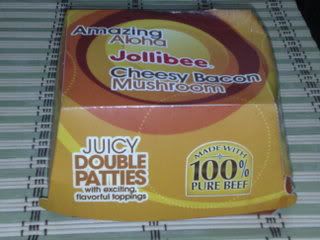 Amazing
Aloha
Jollibee
Cheesy Bacon
Mushroom
JUICY
DOUBLE
PATTIES
with exciting,
flavorful toppings
MADE WITH
100%
PURE BEEF